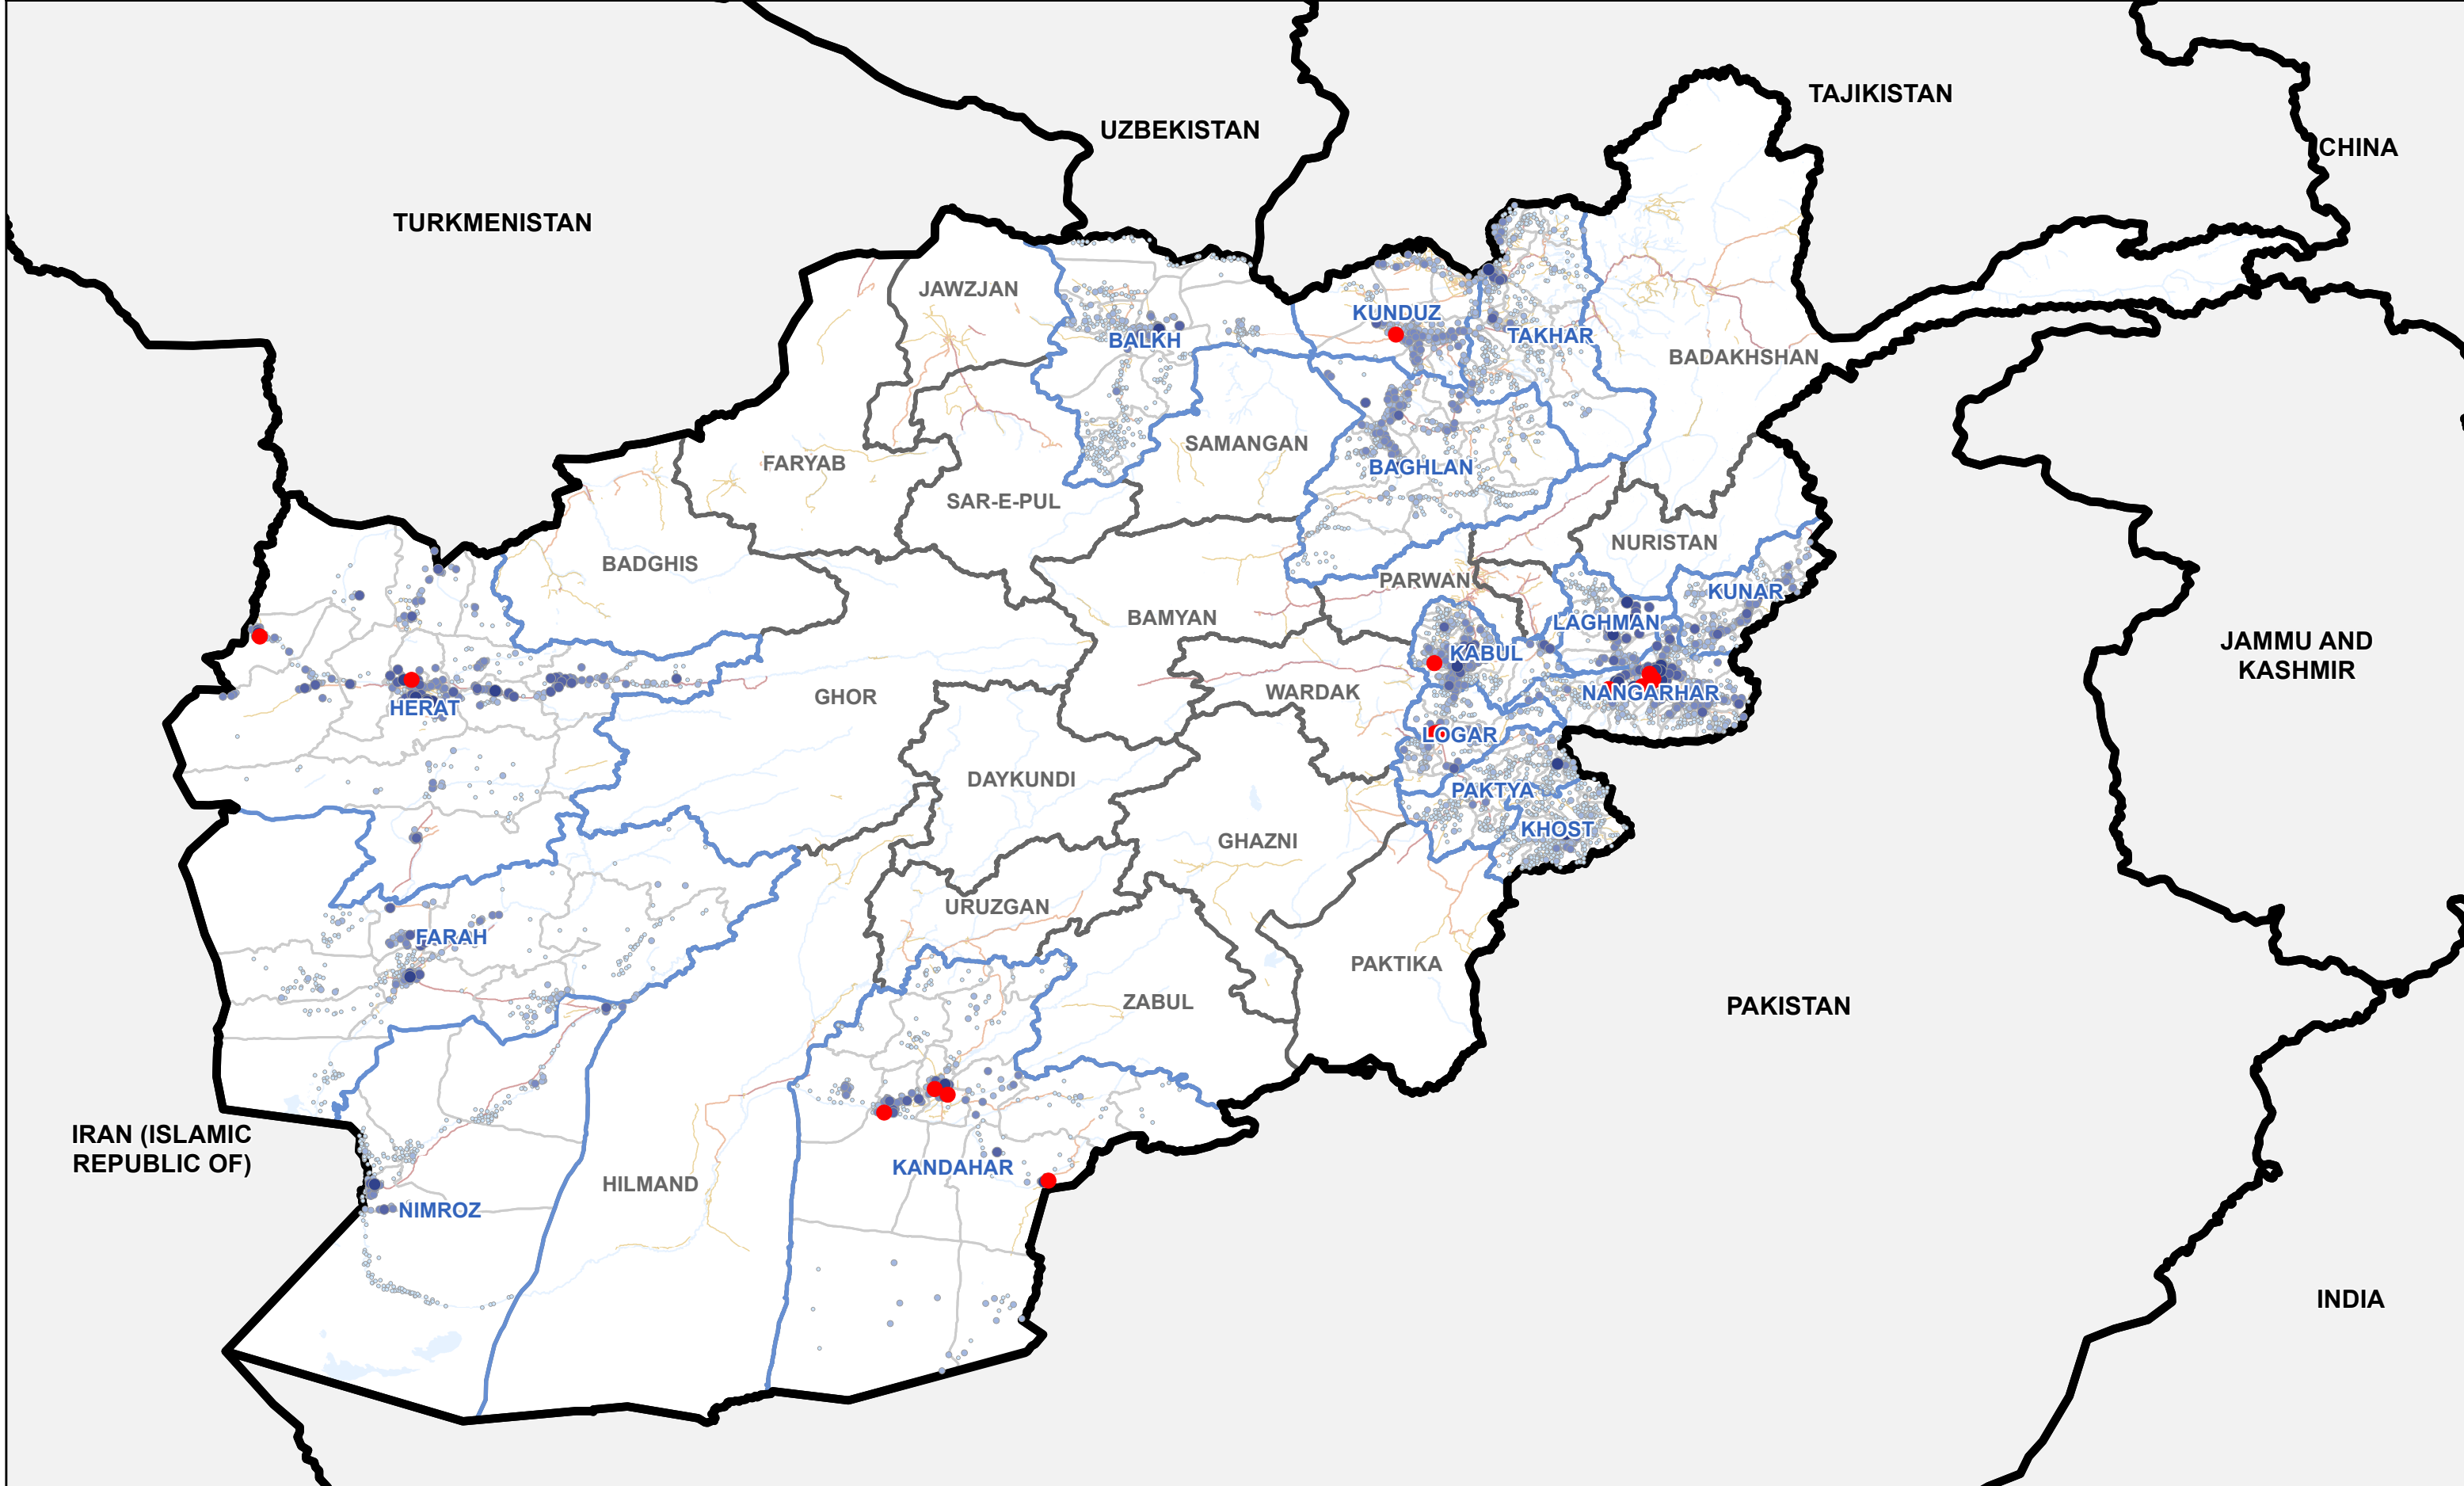 TAJIKISTAN
UZBEKISTAN
CHINA
TURKMENISTAN
JAWZJAN
KUNDUZ
BALKH
TAKHAR
BADAKHSHAN
SAMANGAN
FARYAB
BAGHLAN
SAR-E-PUL
NURISTAN
BADGHIS
PARWAN
KUNAR
BAMYAN
LAGHMAN
JAMMU AND
KASHMIR
KABUL
WARDAK
NANGARHAR
GHOR
HERAT
LOGAR
DAYKUNDI
PAKTYA
KHOST
GHAZNI
URUZGAN
FARAH
PAKTIKA
ZABUL
PAKISTAN
IRAN (ISLAMIC
REPUBLIC OF)
KANDAHAR
HILMAND
NIMROZ
INDIA